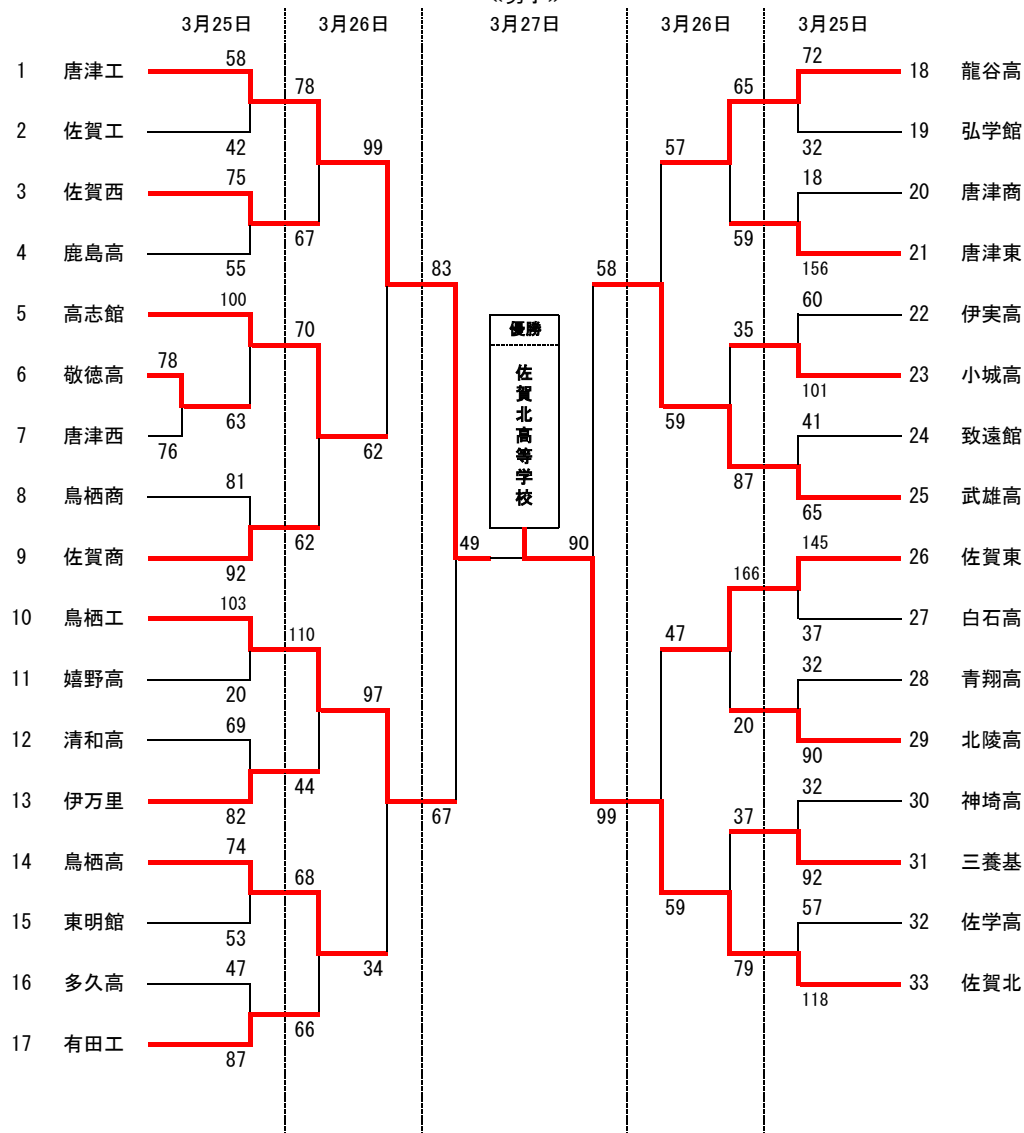 3月25日 3月26日 3月27日 3月26日 3月25日
58 72
1 唐津工 18 龍谷高
78 65
2 佐賀工 19 弘学館
42 99 57 32
75 18
3 佐賀西 20 唐津商
67 59
4 鹿島高 21 唐津東
55 83 58 156
100 60
5 高志館 22 伊実高
70 35
優勝
78
6 敬徳高 23 小城高
101
63 59 41
7 唐津西 24 致遠館
76 62 87
81
8 鳥栖商 25 武雄高
65
佐賀北高等学校
62 49 90 145
9 佐賀商 26 佐賀東
92 166
103
10 鳥栖工 27 白石高
110 47 37
32
11 嬉野高 28 青翔高
20 97
69 20
12 清和高 29 北陵高
90
44 32
13 伊万里 30 神埼高
82 67 99 37
74
14 鳥栖高 31 三養基
68 92
59 57
15 東明館 32 佐学高
53
47 34 79
16 多久高 33 佐賀北
118
66
17 有田工
87